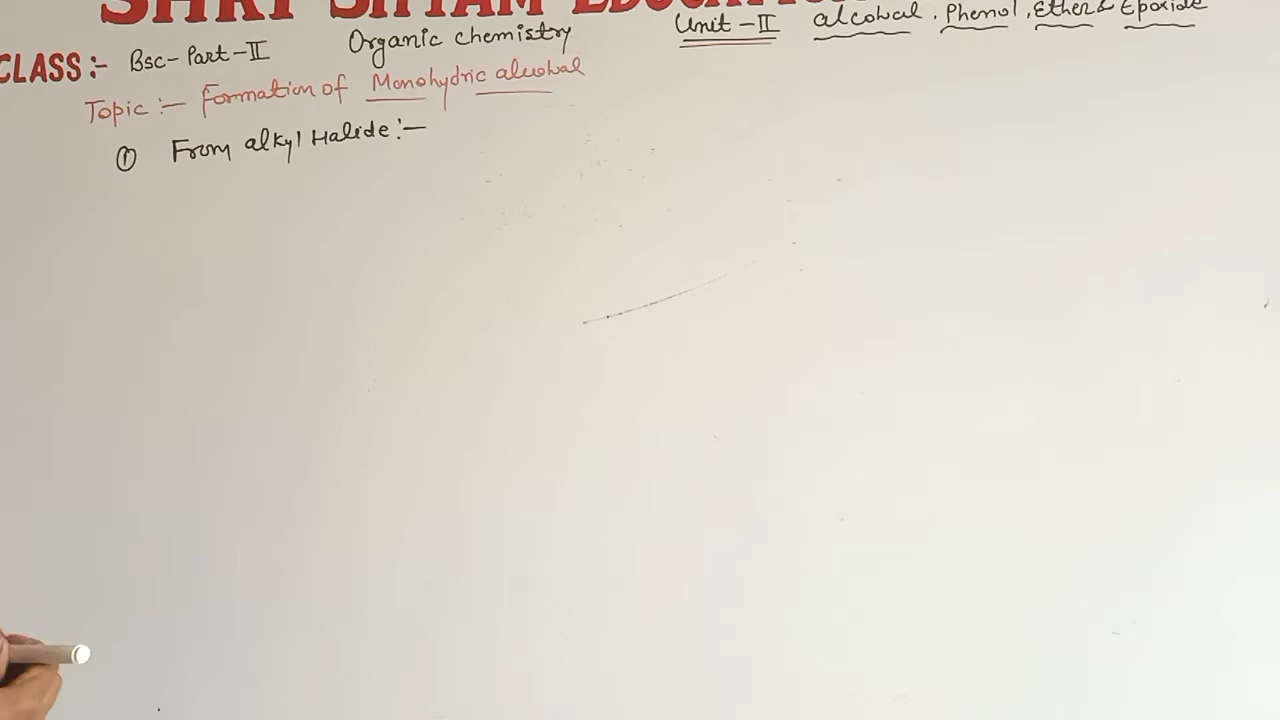 SHRI SHYAM EDUCATION
CLASS:- Bsc-Part-II Organic chemistry Unit-II alcohal, Phenol, Ether & Epoxide
Topic:- formation of Monohydric alcohal
① From alkyl Halide:-